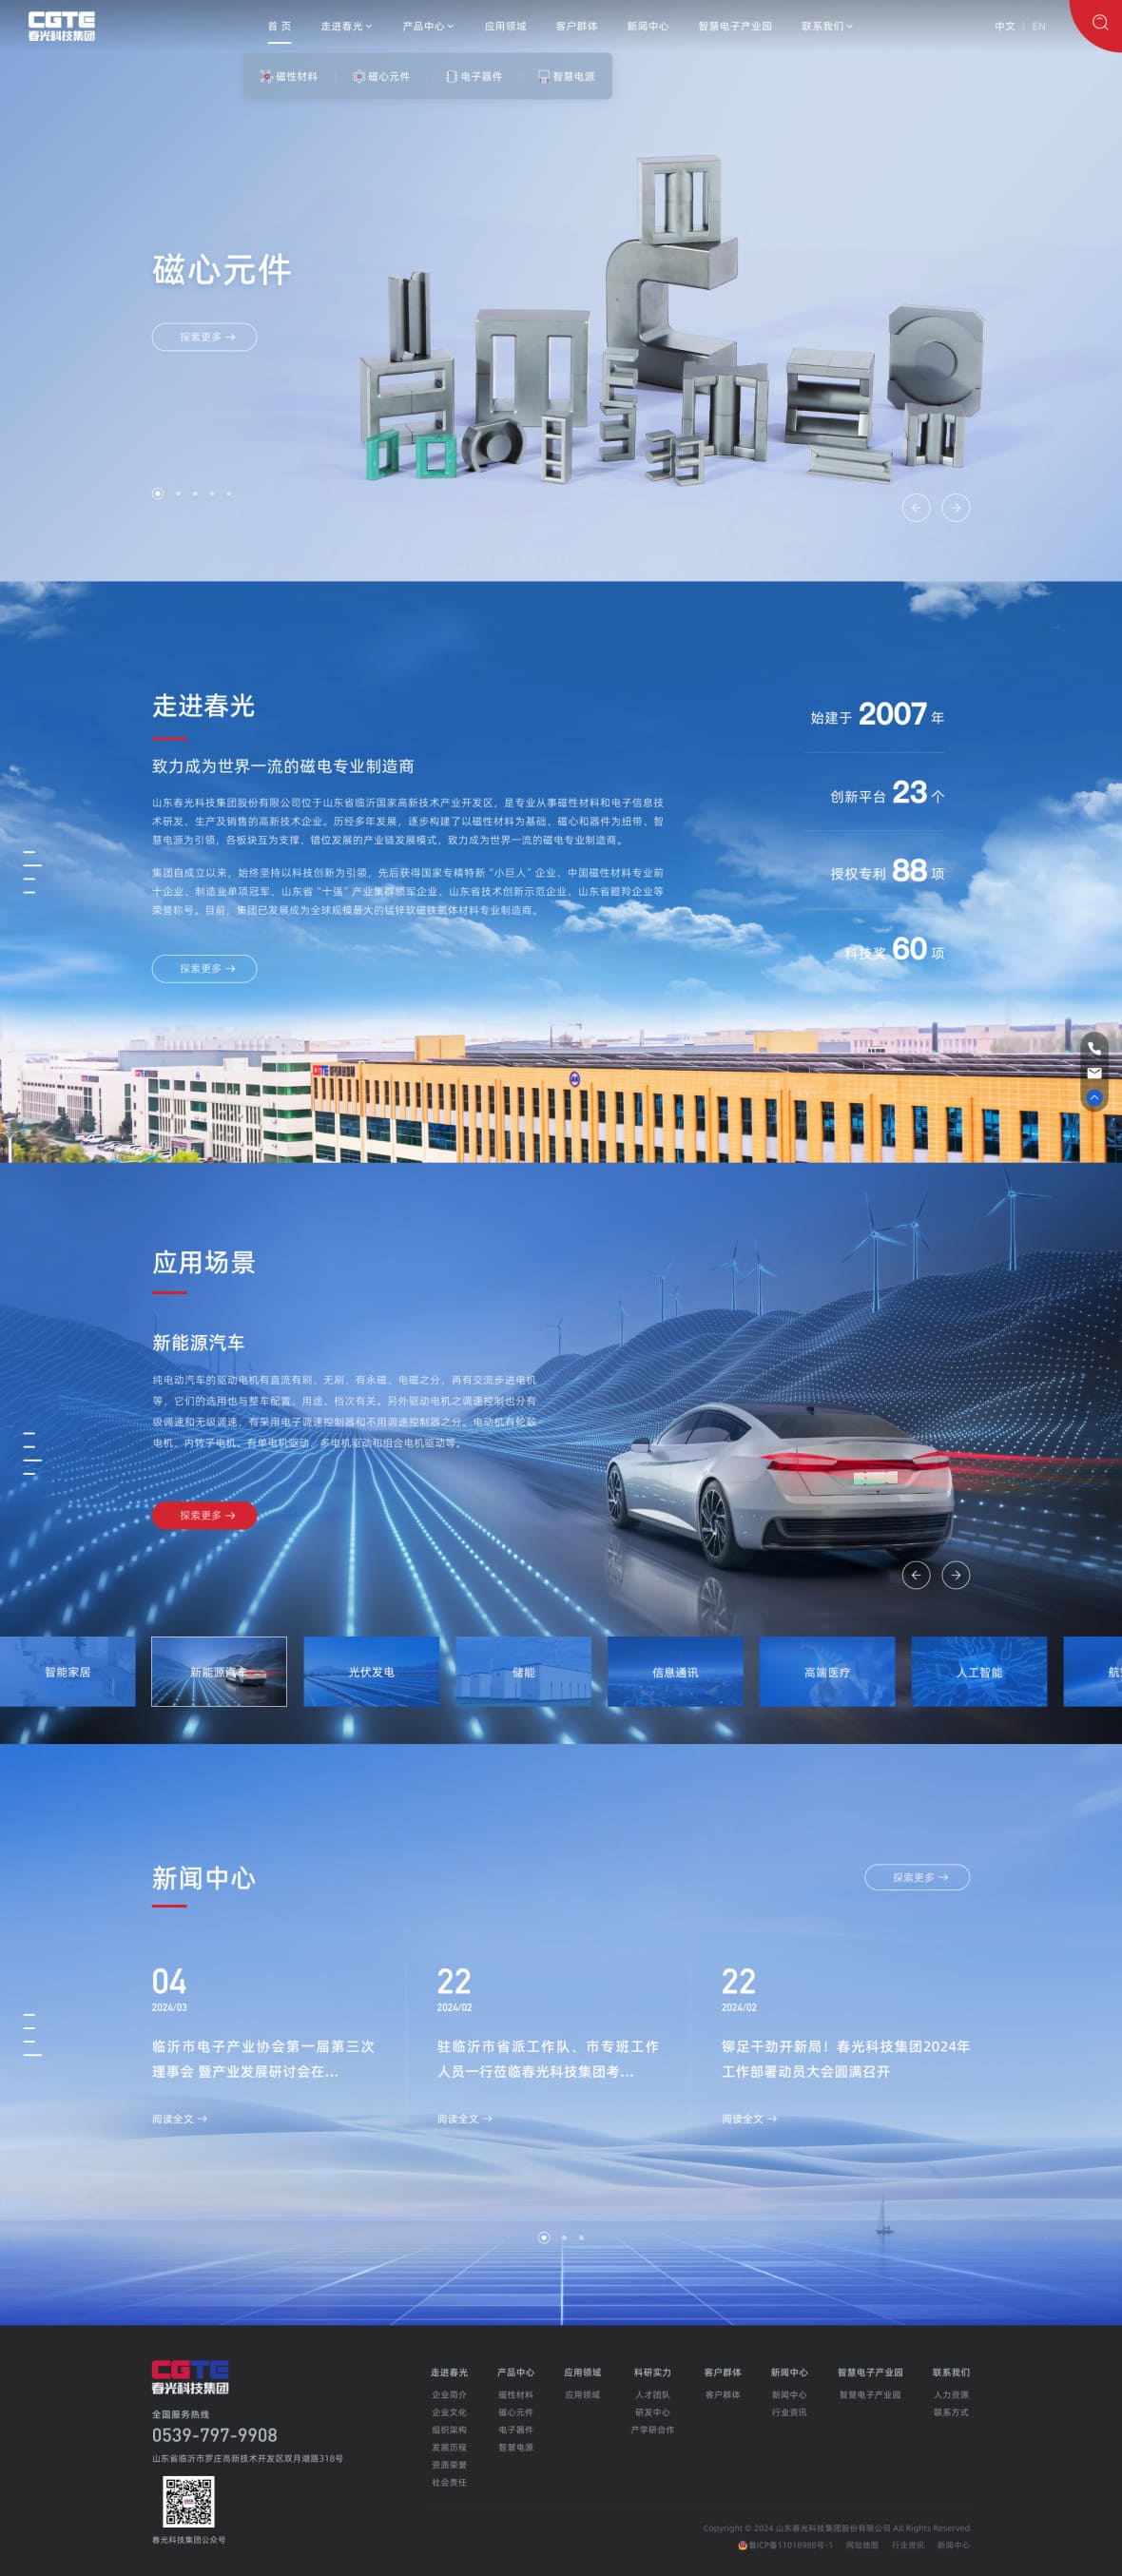 CGTE
春光科技集团
首 页
走进春光
产品中心
应用领域
客户群体
新闻中心
智慧电子产业园
联系我们
中文 | EN
磁性材料
磁心元件
电子器件
智慧电源
磁心元件
探索更多
走进春光
致力成为世界一流的磁电专业制造商
山东春光科技集团股份有限公司位于山东省临沂国家高新技术产业开发区，是专业从事磁性材料和电子信息技
术研发、生产及销售的高新技术企业。历经多年发展，逐步构建了以磁性材料为基础、磁心和器件为纽带、智
慧电源为引领，各板块互为支撑、错位发展的产业链发展模式，致力成为世界一流的磁电专业制造商。
集团自成立以来，始终坚持以科技创新为引领，先后获得国家专精特新“小巨人”企业、中国磁性材料专业前
十企业、制造业单项冠军、山东省“十强”产业集群领军企业、山东省技术创新示范企业、山东省瞪羚企业等
荣誉称号。目前，集团已发展成为全球规模最大的锰锌软磁铁氧体材料专业制造商。
探索更多
始建于 2007 年
创新平台 23 个
授权专利 88 项
科技奖 60 项
应用场景
新能源汽车
纯电动汽车的驱动电机有直流有刷、无刷、有永磁、电磁之分，再有交流步进电机
等，它们的选用也与整车配置、用途、档次有关。另外驱动电机之调速控制也分有
级调速和无级调速，有采用电子调速控制器和不用调速控制器之分。电动机有轮毂
电机、内转子电机、有单电机驱动、多电机驱动和组合电机驱动等。
探索更多
智能家居
新能源汽车
光伏发电
储能
信息通讯
高端医疗
人工智能
航
新闻中心
探索更多
04
2024/03
临沂市电子产业协会第一届第三次
理事会 暨产业发展研讨会在...
阅读全文
22
2024/02
驻临沂市省派工作队、市专班工作
人员一行莅临春光科技集团考...
阅读全文
22
2024/02
铆足干劲开新局！春光科技集团2024年
工作部署动员大会圆满召开
阅读全文
CGTE
春光科技集团
全国服务热线
0539-797-9908
山东省临沂市罗庄高新技术开发区双月湖路318号
春光科技集团公众号
走进春光
企业简介
企业文化
组织架构
发展历程
资质荣誉
社会责任
产品中心
磁性材料
磁心元件
电子器件
智慧电源
应用领域
应用领域
科研实力
人才团队
研发中心
产学研合作
客户群体
客户群体
新闻中心
新闻中心
行业资讯
智慧电子产业园
智慧电子产业园
联系我们
人力资源
联系方式
Copyright © 2024 山东春光科技集团股份有限公司 All Rights Reserved
鲁ICP备11018988号-1 网站地图 行业资讯 新闻中心